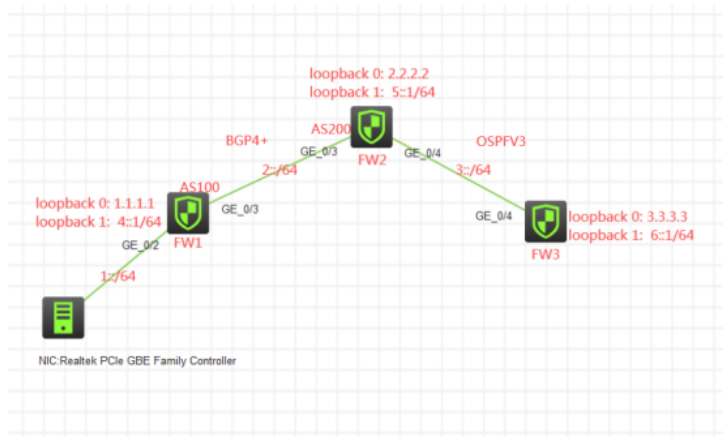 loopback 0: 2.2.2.2
loopback 1: 5::1/64
AS200
BGP4+
OSPFV3
GE_0/3
GE_0/4
FW2
2::/64
3::/64
AS100
loopback 0: 1.1.1.1
loopback 1: 4::1/64
GE_0/3
GE_0/4
loopback 0: 3.3.3.3
loopback 1: 6::1/64
GE_0/2
FW1
FW3
1::/64
NIC:Realtek PCIe GBE Family Controller